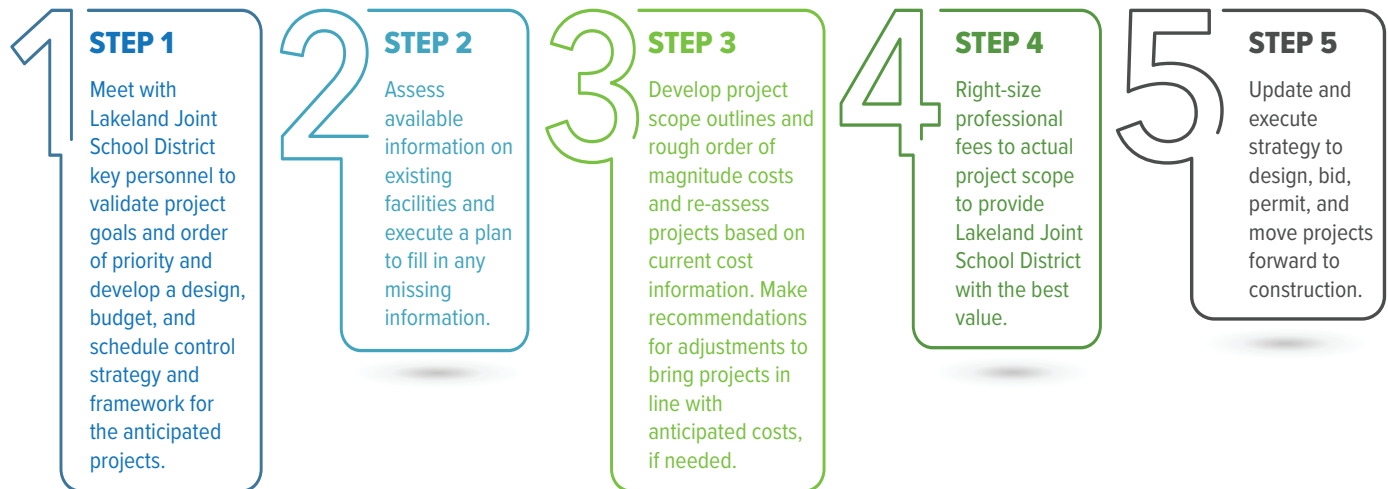 1
STEP 1
Meet with
Lakeland Joint
School District
key personnel to
validate project
goals and order
of priority and
develop a design,
budget, and
schedule control
strategy and
framework for
the anticipated
projects.
2
STEP 2
Assess
available
information on
existing
facilities and
execute a plan
to fill in any
missing
information.
3
STEP 3
Develop project
scope outlines and
rough order of
magnitude costs
and re-assess
projects based on
current cost
information. Make
recommendations
for adjustments to
bring projects in
line with
anticipated costs,
if needed.
4
STEP 4
Right-size
professional
fees to actual
project scope
to provide
Lakeland Joint
School District
with the best
value.
5
STEP 5
Update and
execute
strategy to
design, bid,
permit, and
move projects
forward to
construction.